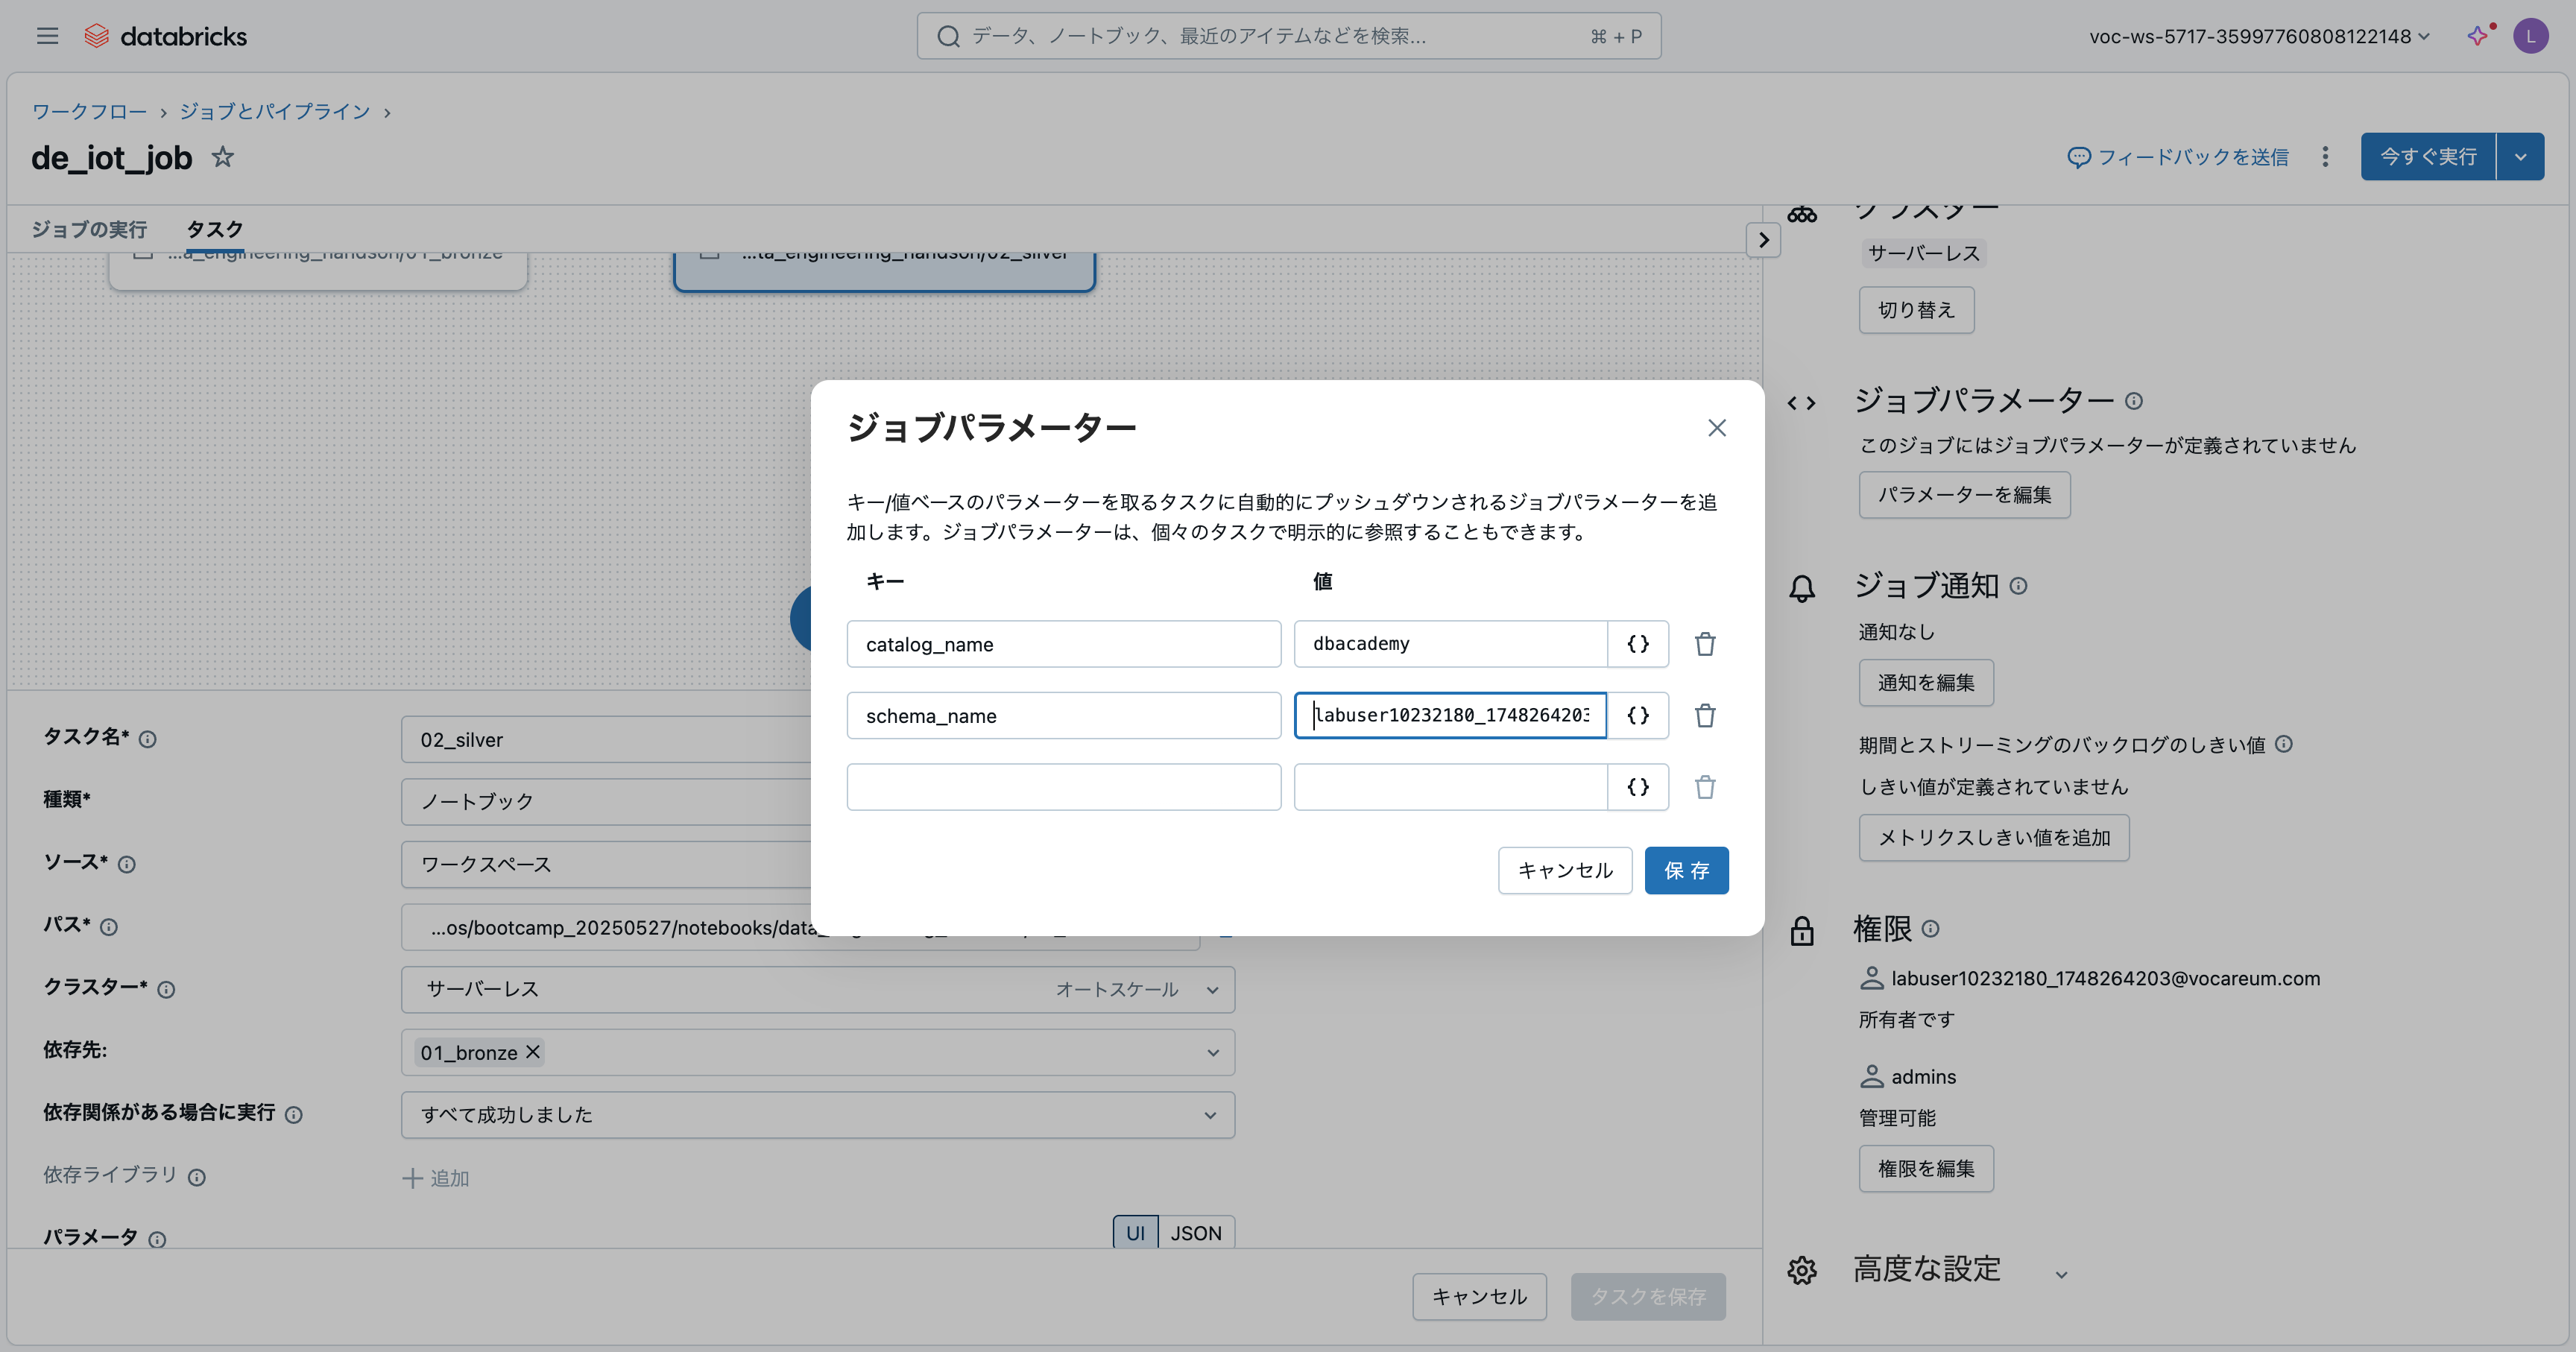 databricks
データ、ノートブック、最近のアイテムなどを検索...
⌘ + P
voc-ws-5717-35997760808122148
L
ワークフロー › ジョブとパイプライン ›
de_iot_job
フィードバックを送信
今すぐ実行
ジョブの実行
タスク
...a_engineering_handson/01_bronze
...ta_engineering_handson/02_silver
クラスター
サーバーレス
切り替え
ジョブパラメーター
このジョブにはジョブパラメーターが定義されていません
パラメーターを編集
ジョブ通知
通知なし
通知を編集
期間とストリーミングのバックログのしきい値
しきい値が定義されていません
メトリクスしきい値を追加
権限
labuser10232180_1748264203@vocareum.com
所有者です
admins
管理可能
権限を編集
高度な設定
ジョブパラメーター
キー/値ベースのパラメーターを取るタスクに自動的にプッシュダウンされるジョブパラメーターを追
加します。ジョブパラメーターは、個々のタスクで明示的に参照することもできます。
キー
値
catalog_name
dbacademy
{}
schema_name
labuser10232180_1748264203
{}
{}
キャンセル
保存
タスク名*
02_silver
種類*
ノートブック
ソース*
ワークスペース
パス*
...os/bootcamp_20250527/notebooks/data_
クラスター*
サーバーレス
オートスケール
依存先:
01_bronze
依存関係がある場合に実行
すべて成功しました
依存ライブラリ
追加
パラメータ
UI
JSON
キャンセル
タスクを保存